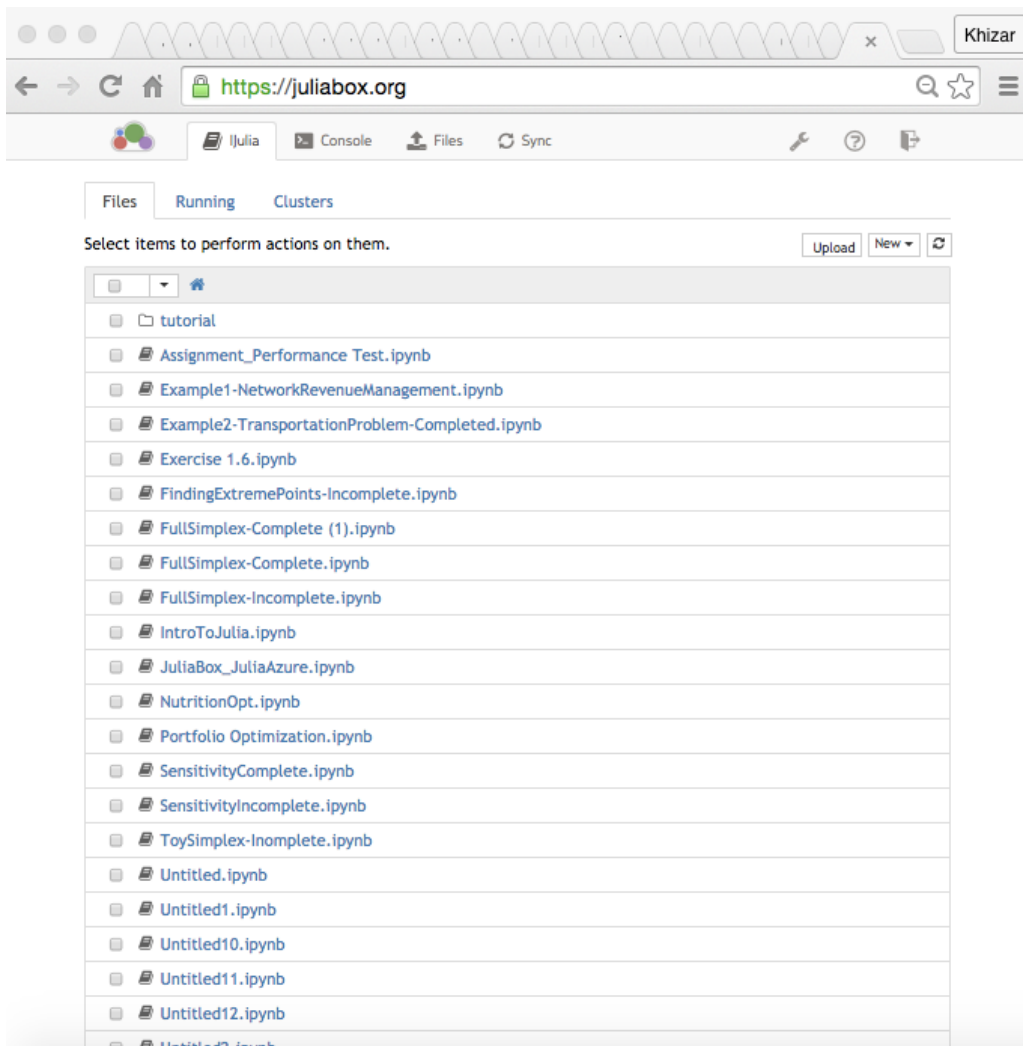 Khizar
https://juliabox.org
IJulia Console Files Sync
Files Running Clusters
Select items to perform actions on them. Upload New
tutorial
Assignment_Performance Test.ipynb
Example1-NetworkRevenueManagement.ipynb
Example2-TransportationProblem-Completed.ipynb
Exercise 1.6.ipynb
FindingExtremePoints-Incomplete.ipynb
FullSimplex-Complete (1).ipynb
FullSimplex-Complete.ipynb
FullSimplex-Incomplete.ipynb
IntroToJulia.ipynb
JuliaBox_JuliaAzure.ipynb
NutritionOpt.ipynb
Portfolio Optimization.ipynb
SensitivityComplete.ipynb
SensitivityIncomplete.ipynb
ToySimplex-Inomplete.ipynb
Untitled.ipynb
Untitled1.ipynb
Untitled10.ipynb
Untitled11.ipynb
Untitled12.ipynb